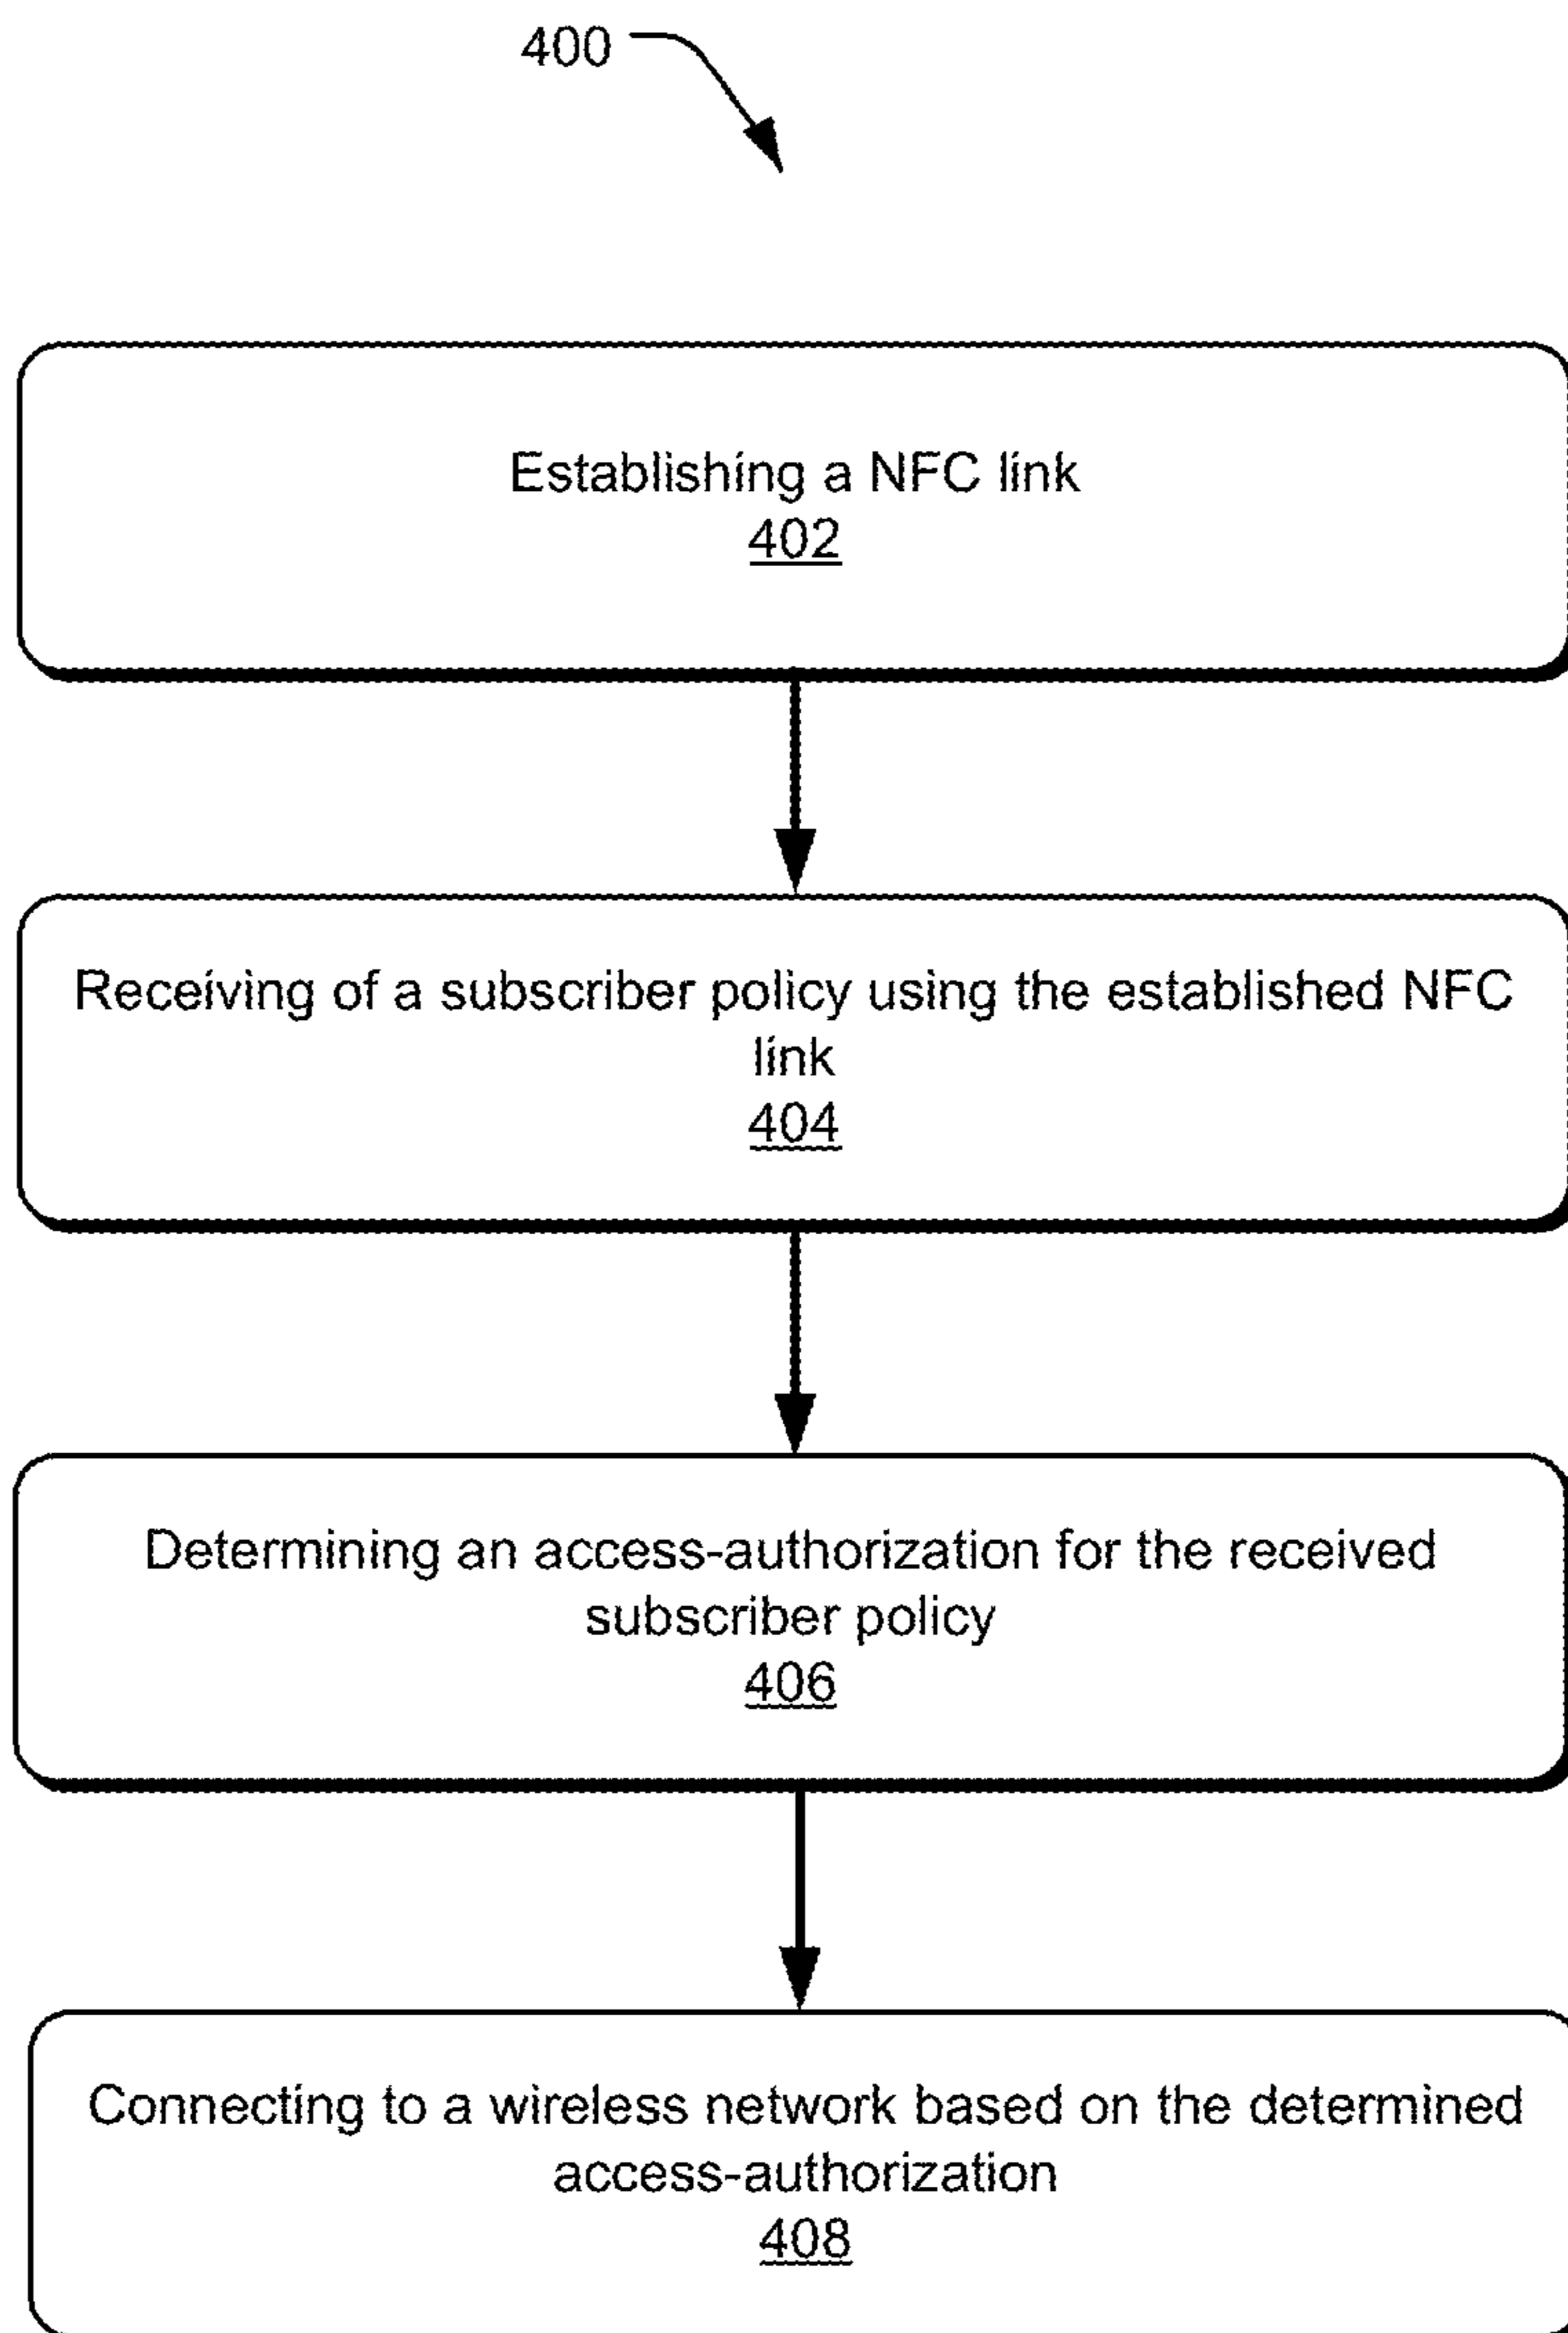 400
Establishing a NFC link
402
Receiving of a subscriber policy using the established NFC
link
404
Determining an access-authorization for the received
subscriber policy
406
Connecting to a wireless network based on the determined
access-authorization
408